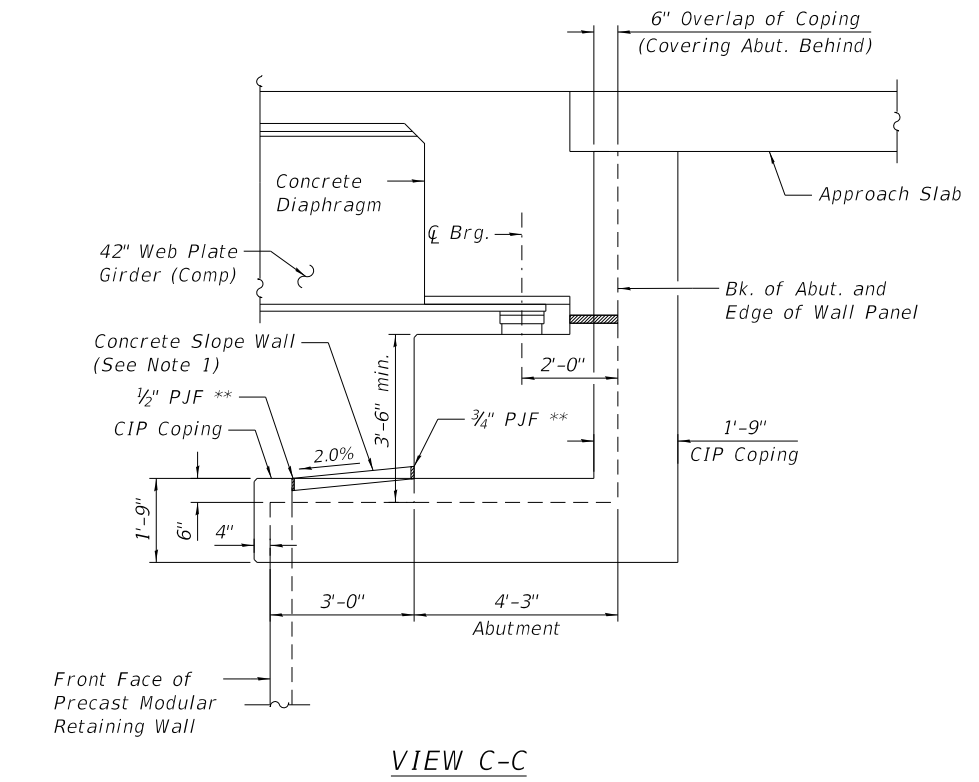 6" Overlap of Coping
(Covering Abut. Behind)
Concrete
Diaphragm
Approach Slab
℄ Brg.
42" Web Plate
Girder (Comp)
Bk. of Abut. and
Edge of Wall Panel
Concrete Slope Wall
(See Note 1)
2'-0"
3'-6" min.
½" PJF **
¾" PJF **
CIP Coping
2.0%
1'-9"
CIP Coping
1'-9"
6"
4"
3'-0"
4'-3"
Abutment
Front Face of
Precast Modular
Retaining Wall
VIEW C-C